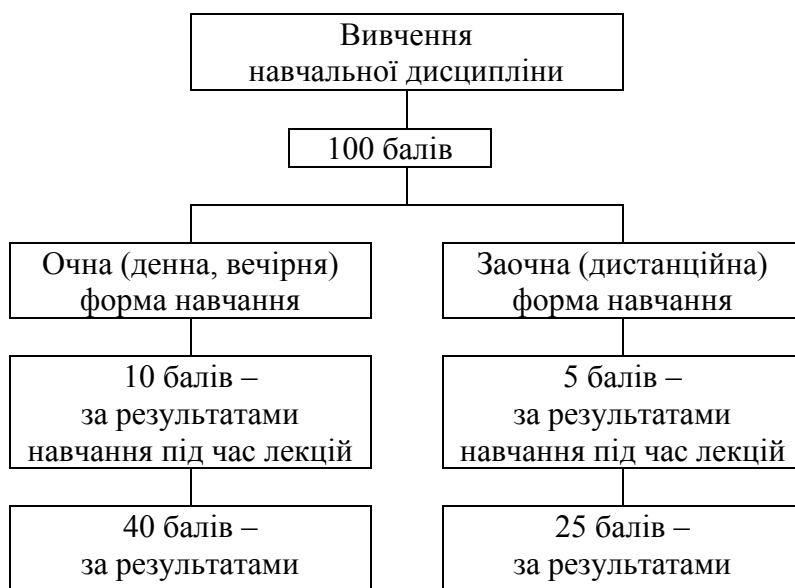 Вивчення
навчальної дисципліни
100 балів
Очна (денна, вечірня)
форма навчання
Заочна (дистанційна)
форма навчання
10 балів –
за результатами
навчання під час лекцій
5 балів –
за результатами
навчання під час лекцій
40 балів –
за результатами
25 балів –
за результатами